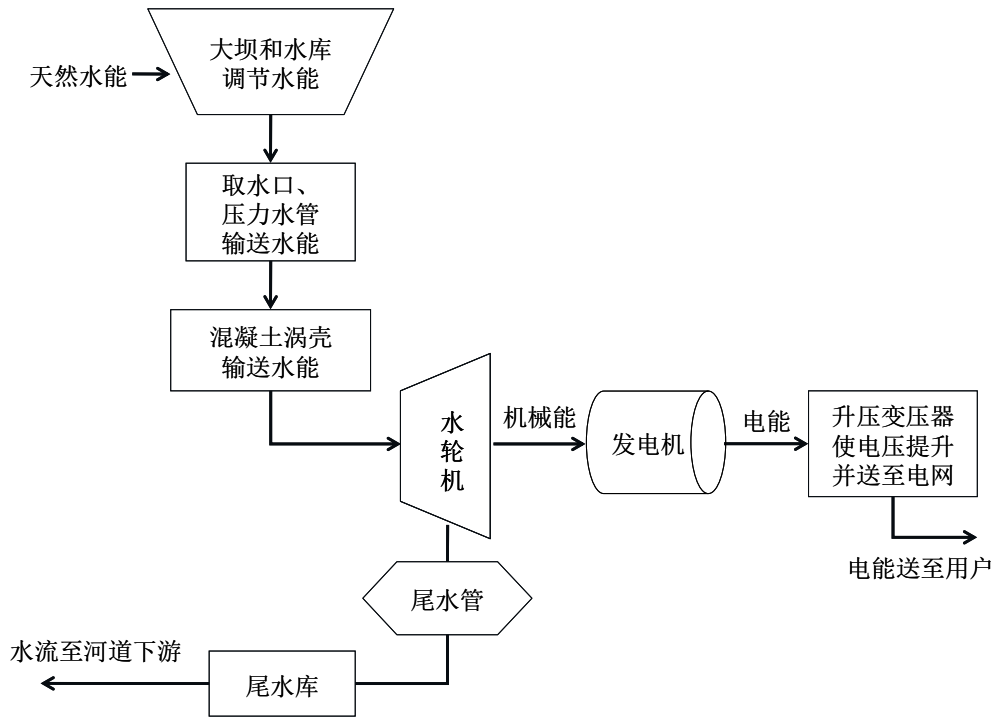 大坝和水库
调节水能
天然水能
取水口、
压力水管
输送水能
混凝土涡壳
输送水能
水轮机
机械能
发电机
电能
升压变压器
使电压提升
并送至电网
电能送至用户
尾水管
尾水库
水流至河道下游